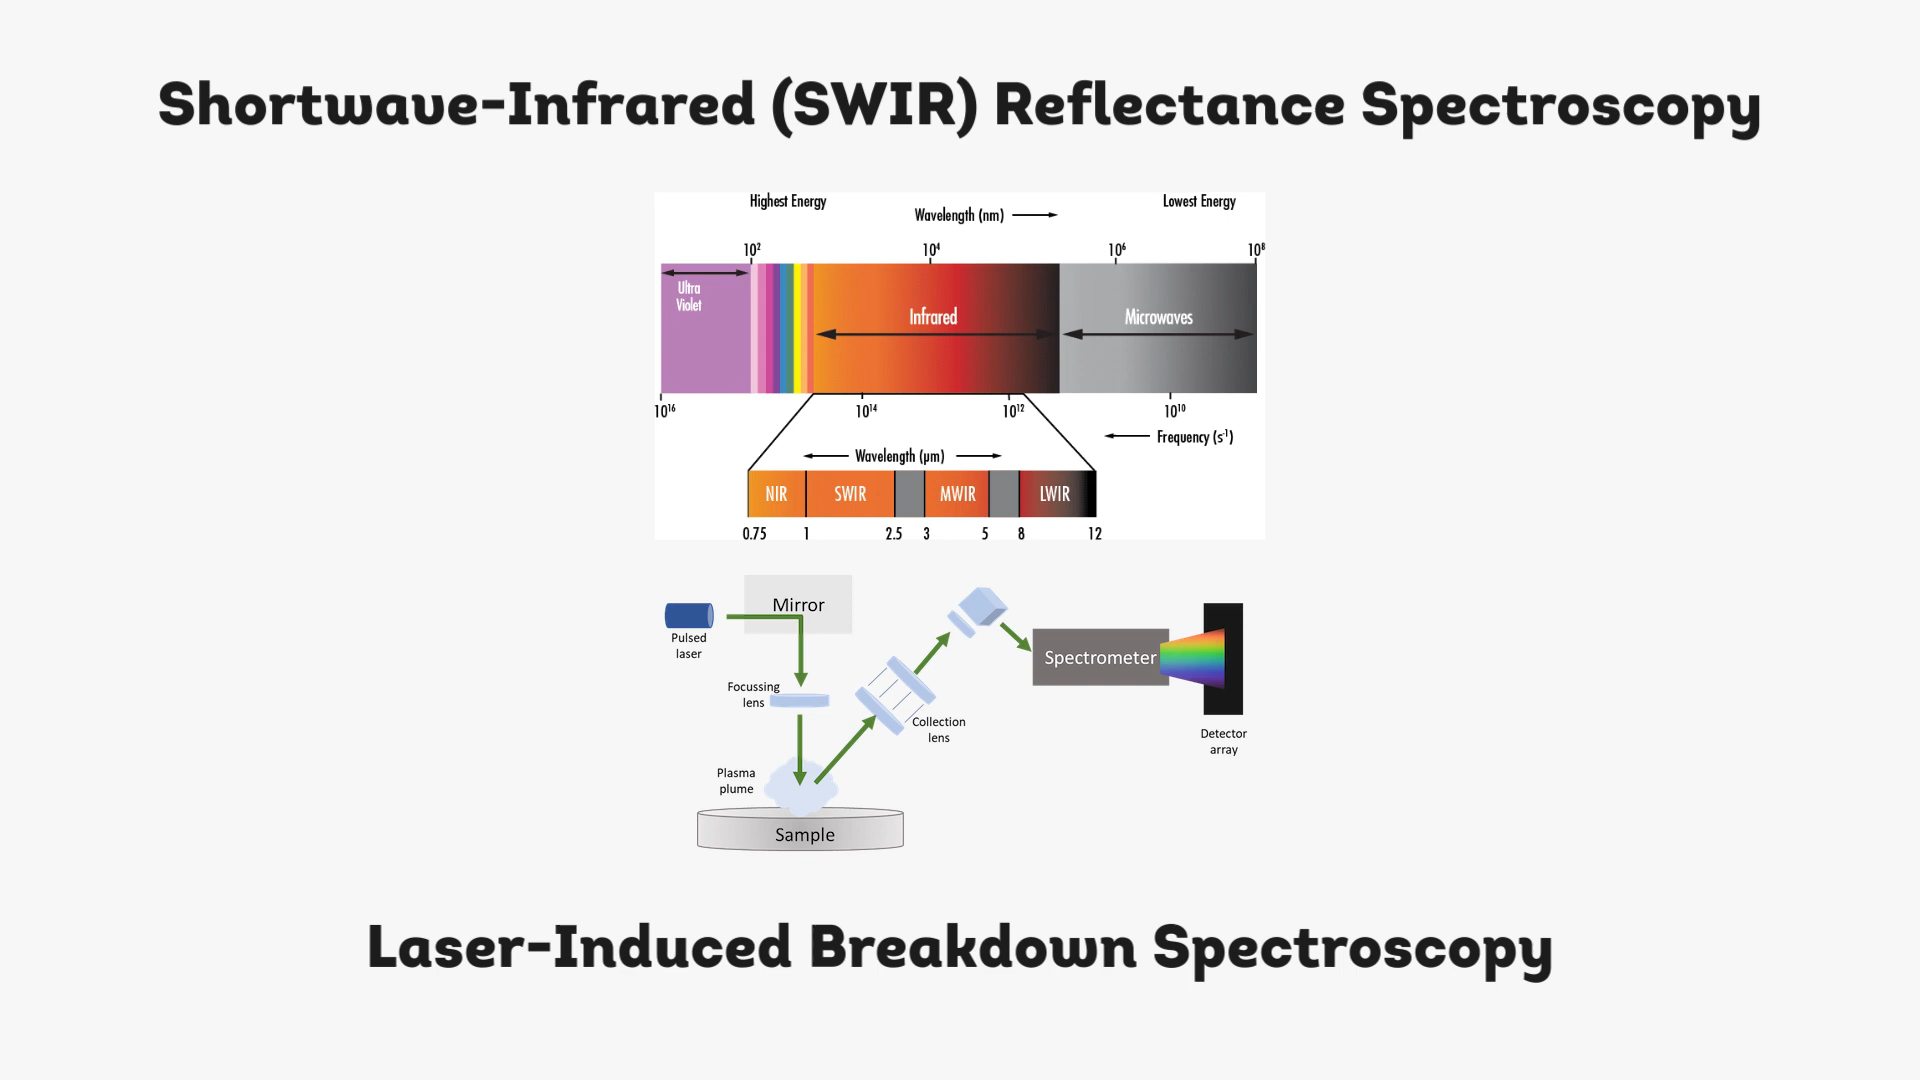 Shortwave-Infrared (SWIR) Reflectance Spectroscopy
Highest Energy
Lowest Energy
Wavelength (nm)
10² 10⁴ 10⁶ 10⁸
Ultra
Violet
Infrared
Microwaves
10¹⁶ 10¹⁴ 10¹² 10¹⁰
Frequency (s⁻¹)
Wavelength (µm)
NIR SWIR MWIR LWIR
0.75 1 2.5 3 5 8 12
Mirror
Pulsed
laser
Focussing
lens
Plasma
plume
Sample
Collection
lens
Spectrometer
Detector
array
Laser-Induced Breakdown Spectroscopy